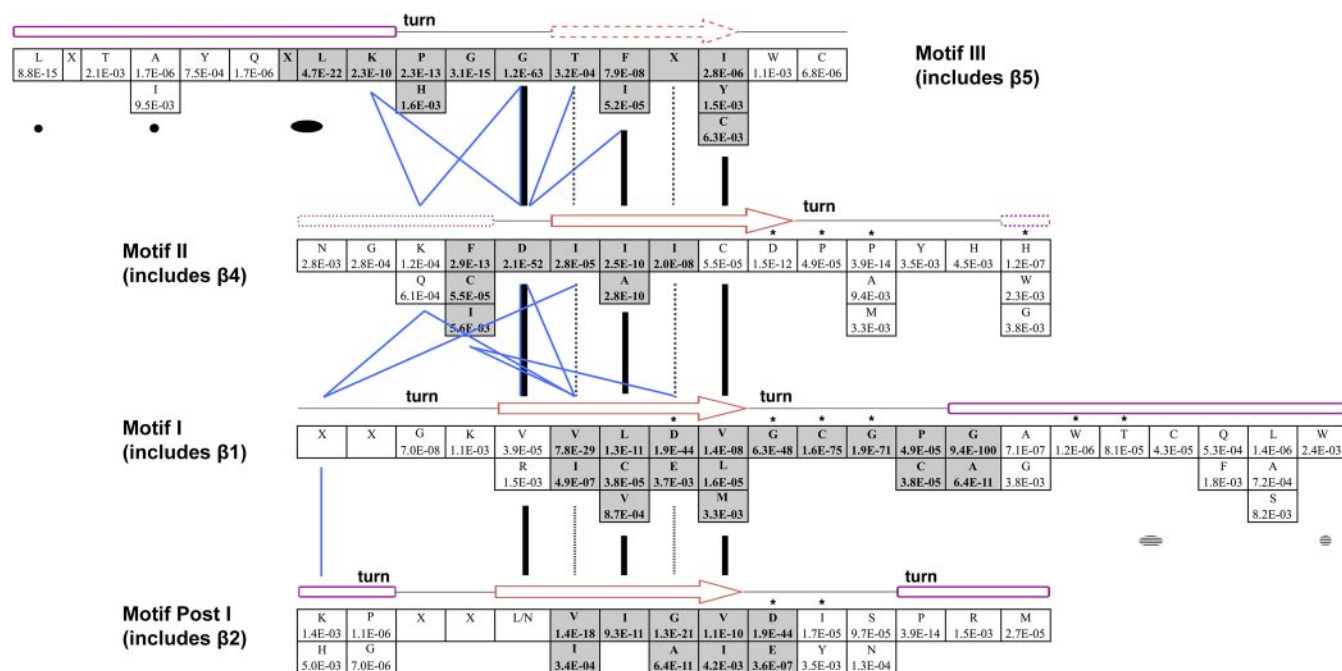 turn
L X T A Y Q X L K P G G T F X I W C
8.8E-15 2.1E-03 1.7E-06 7.5E-04 1.7E-06 4.7E-22 2.3E-10 2.3E-13 3.1E-15 1.2E-63 3.2E-04 7.9E-08 2.8E-06 1.1E-03 6.8E-06
Motif III
(includes β5)
I H I Y
9.5E-03 1.6E-03 5.2E-05 1.5E-03
C
6.3E-03
turn
Motif II
(includes β4)
* * * *
N G K F D I I I C D P P Y H H
2.8E-03 2.8E-04 1.2E-04 2.9E-13 2.1E-52 2.8E-05 2.5E-10 2.0E-08 5.5E-05 1.5E-12 4.9E-05 3.9E-14 3.5E-03 4.5E-03 1.2E-07
Q C A A W
6.1E-04 5.5E-05 2.8E-10 9.4E-03 2.3E-03
I M G
5.6E-03 3.3E-03 3.8E-03
turn turn
Motif I
(includes β1)
* * * * * *
X X G K V V L D V G C G P G A W T C Q L W
7.0E-08 1.1E-03 3.9E-05 7.8E-29 1.3E-11 1.9E-44 1.4E-08 6.3E-48 1.6E-75 1.9E-71 4.9E-05 9.4E-100 7.1E-07 1.2E-06 8.1E-05 4.3E-05 5.3E-04 1.4E-06 2.4E-03
R I C E L C A G F A
1.5E-03 4.9E-07 3.8E-05 3.7E-03 1.6E-05 3.8E-05 6.4E-11 3.8E-03 1.8E-03 7.2E-04
V M S
8.7E-04 3.3E-03 8.2E-03
turn turn
Motif Post I
(includes β2)
* *
K P X X L/N V I G V D I S P R M
1.4E-03 1.1E-06 1.4E-18 9.3E-11 1.3E-21 1.1E-10 1.9E-44 1.7E-05 9.7E-05 3.9E-14 1.5E-03 2.7E-05
H G I A I E Y N
5.0E-03 7.0E-06 3.4E-04 6.4E-11 4.2E-03 3.6E-07 3.5E-03 1.3E-04